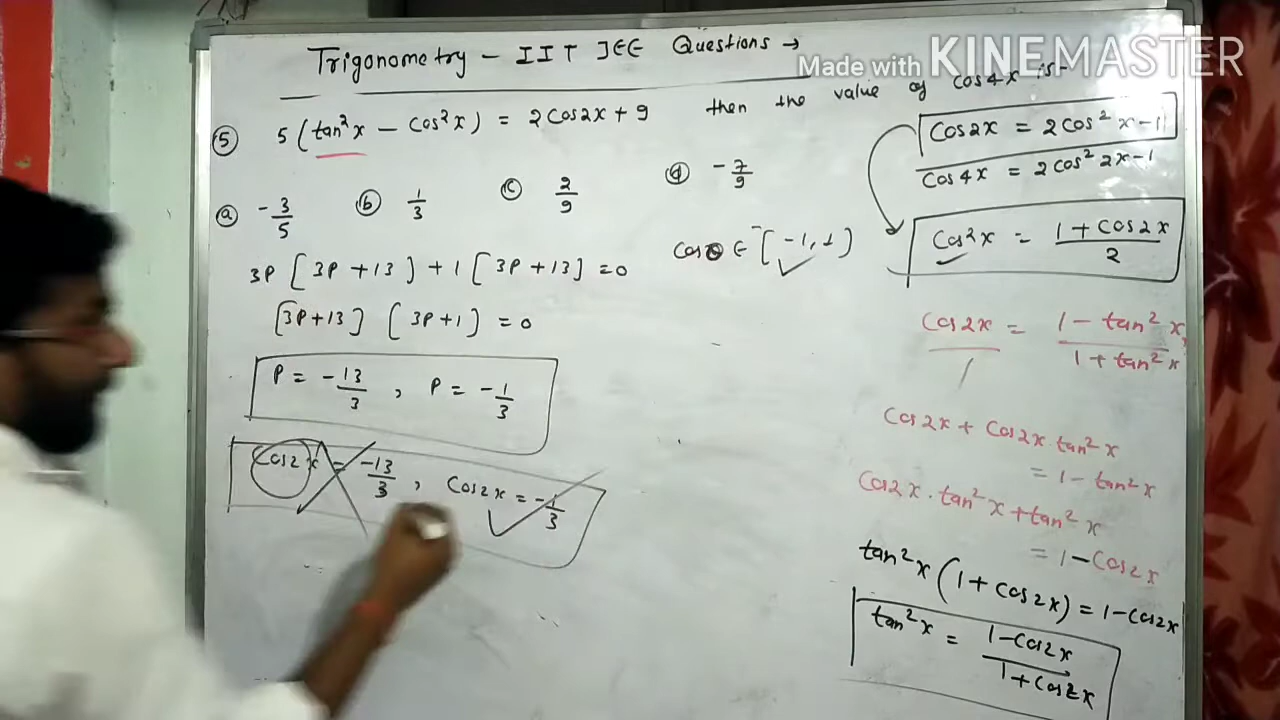 Made with KINEMASTER
Trigonometry - IIT JEE Questions →
⑤ 5 (tan²x - Cos²x) = 2Cos2x + 9 then the value of Cos4x is -
ⓐ -3/5 ⓑ 1/3 ⓒ 2/9 ⓓ -7/9
3P [3P + 13] + 1 [3P + 13] = 0
[3P+13] [3P+1] = 0
P = -13/3 , P = -1/3
Cos2x = -13/3 , Cos2x = -1/3
Cosθ ∈ [-1, 1]
Cos2x = 2Cos²x - 1
Cos4x = 2Cos²2x - 1
Cos²x = 1 + Cos2x / 2
Cos2x / 1 = 1 - tan²x / 1 + tan²x
Cos2x + Cos2x tan²x
= 1 - tan²x
Cos2x . tan²x + tan²x
= 1 - Cos2x
tan²x (1 + Cos2x) = 1 - Cos2x
tan²x = 1 - Cos2x / 1 + Cos2x